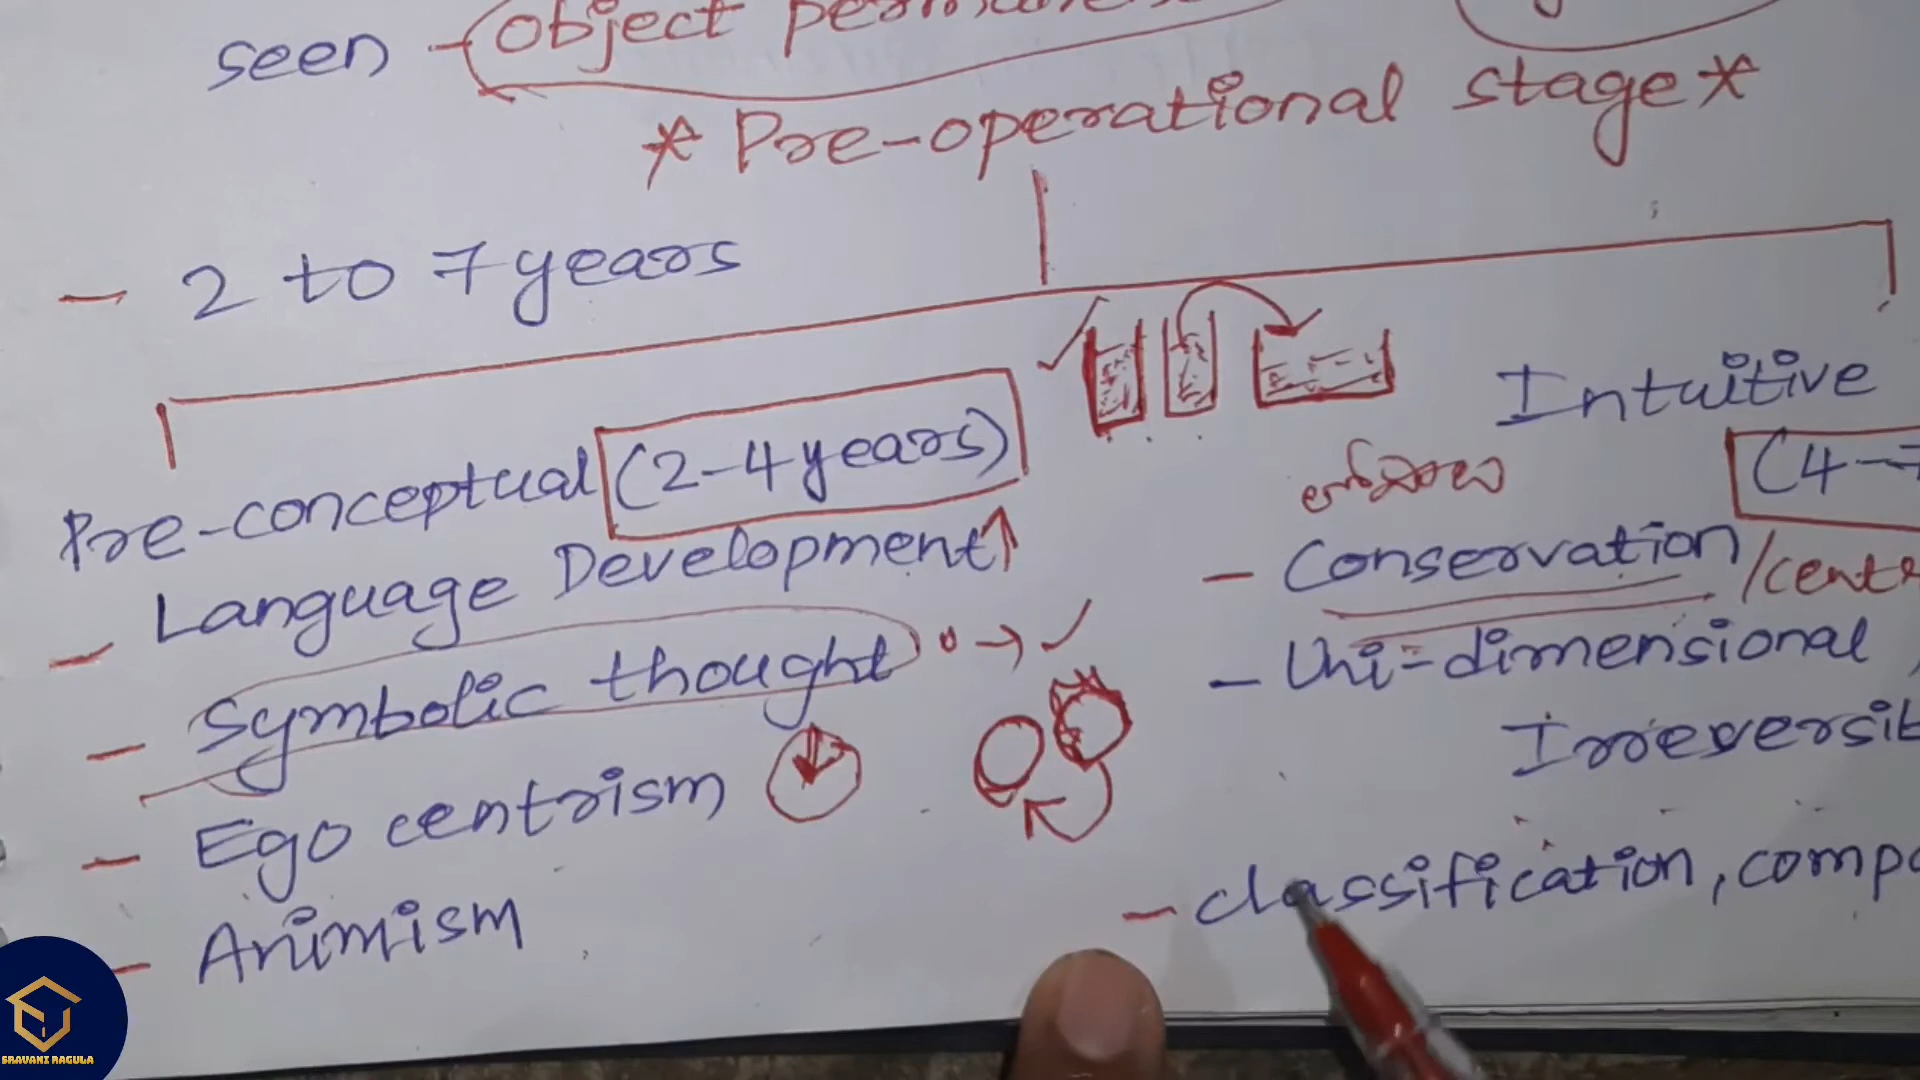 seen - object
* Pre-operational stage *
- 2 to 7 years
Pre-conceptual (2-4 years)
- Language Development ↑
- Symbolic thought
- Ego centrism
- Animism
Intuitive
(4-7
- Conservation /cent
- Uni-dimensional
Irreversib
- classification, comp
SRAVANI RAGULA